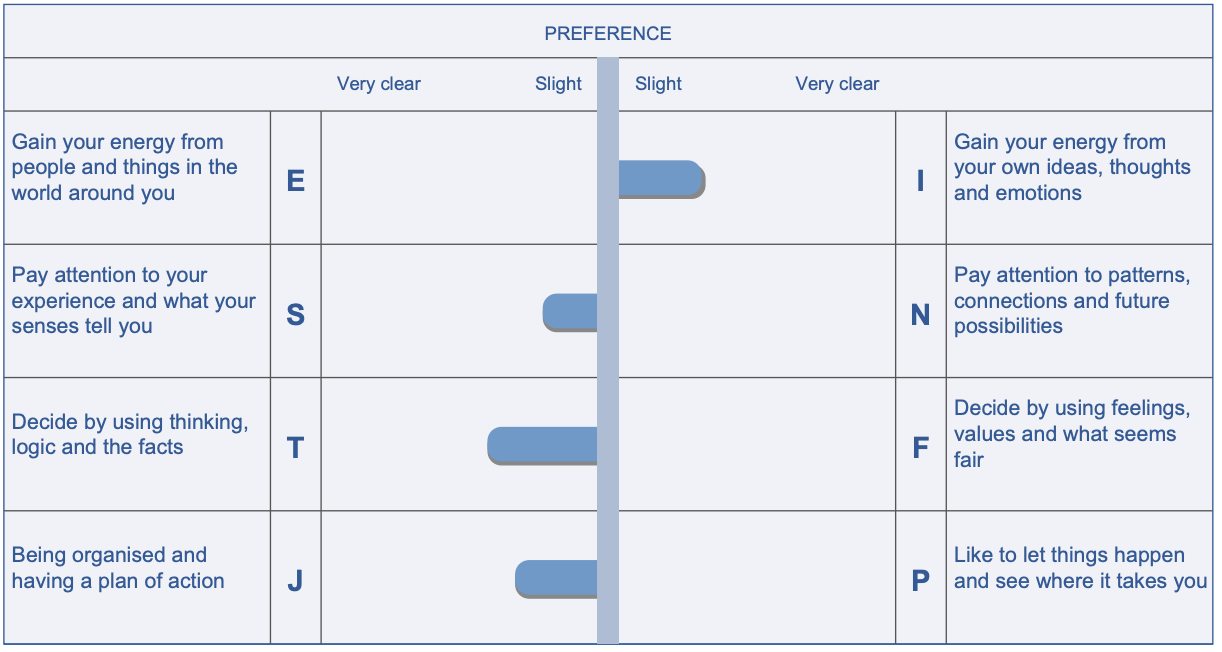 PREFERENCE
Very clear Slight Slight Very clear
Gain your energy from
people and things in the
world around you
E
I
Gain your energy from
your own ideas, thoughts
and emotions
Pay attention to your
experience and what your
senses tell you
S
N
Pay attention to patterns,
connections and future
possibilities
Decide by using thinking,
logic and the facts
T
F
Decide by using feelings,
values and what seems
fair
Being organised and
having a plan of action
J
P
Like to let things happen
and see where it takes you